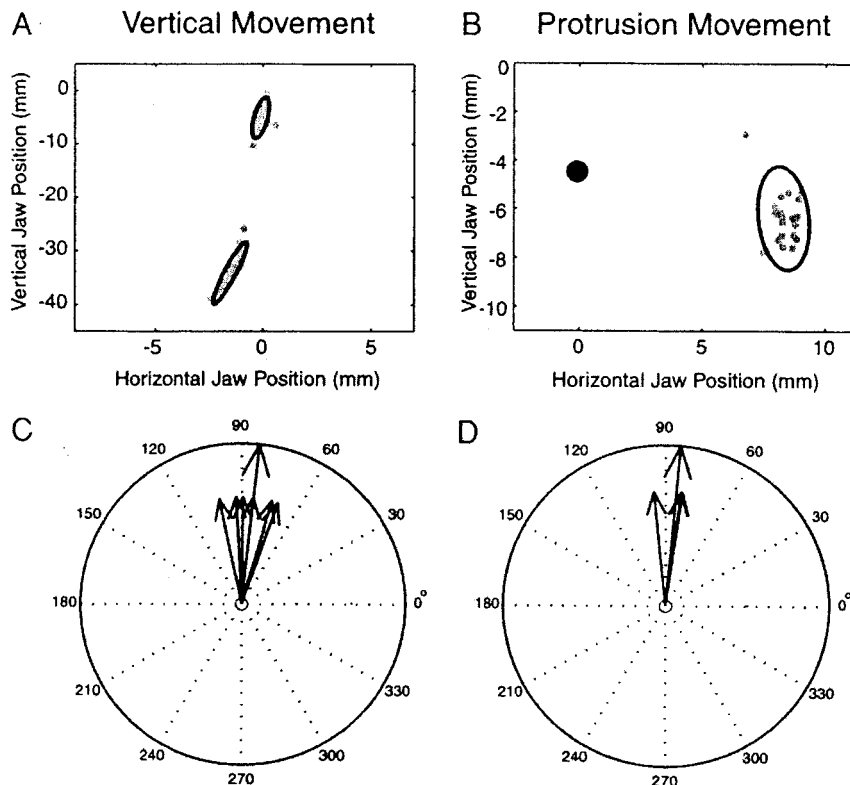 A Vertical Movement
B Protrusion Movement
Vertical Jaw Position (mm)
0
-10
-20
-30
-40
-5 0 5
Horizontal Jaw Position (mm)
Vertical Jaw Position (mm)
0
-2
-4
-6
-8
-10
0 5 10
Horizontal Jaw Position (mm)
C
90
120 60
150 30
180 0°
210 330
240 300
270
D
90
120 60
150 30
180 0°
210 330
240 300
270